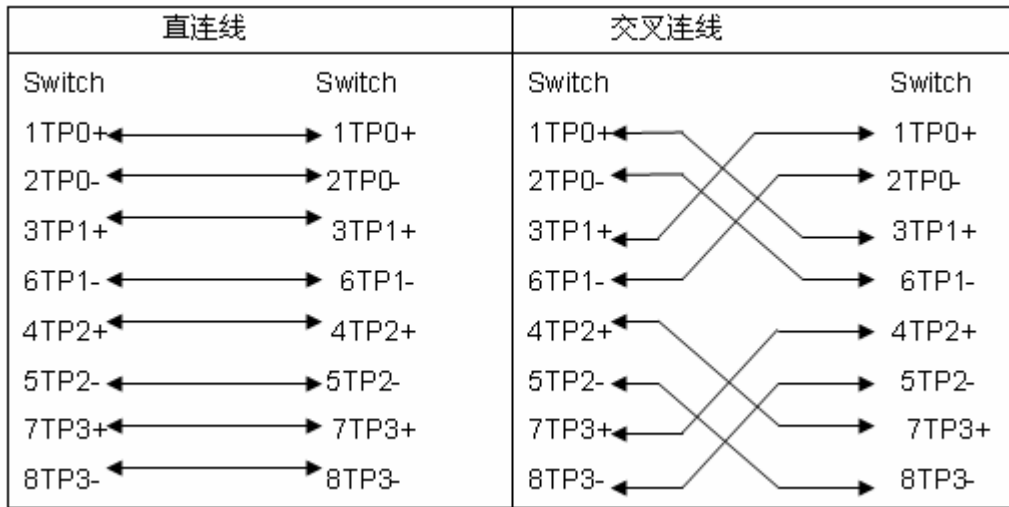 直连线 交叉连线
Switch Switch Switch Switch
1TP0+ 1TP0+ 1TP0+ 1TP0+
2TP0- 2TP0- 2TP0- 2TP0-
3TP1+ 3TP1+ 3TP1+ 3TP1+
6TP1- 6TP1- 6TP1- 6TP1-
4TP2+ 4TP2+ 4TP2+ 4TP2+
5TP2- 5TP2- 5TP2- 5TP2-
7TP3+ 7TP3+ 7TP3+ 7TP3+
8TP3- 8TP3- 8TP3- 8TP3-